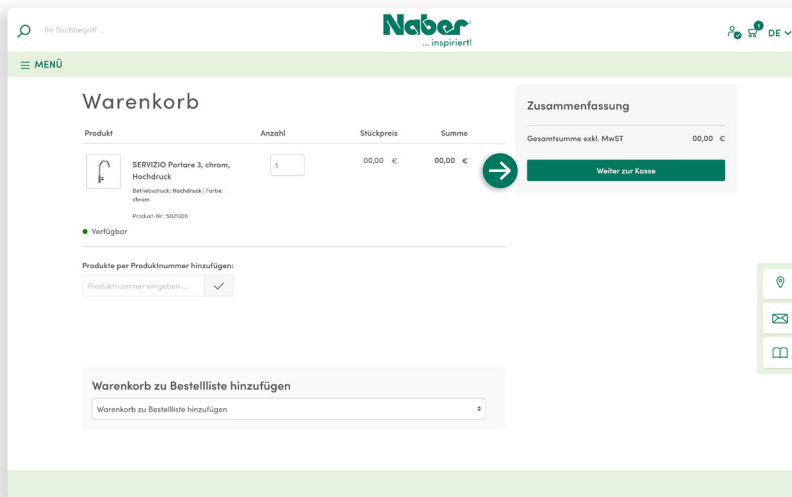 Ihr Suchbegriff ...
Naber
... inspiriert!
1
DE
MENÜ
Warenkorb
Produkt Anzahl Stückpreis Summe
SERVIZIO Portare 3, chrom,
Hochdruck
Betriebsdruck: Hochdruck | Farbe:
chrom
Produkt-Nr.: 5021306
1
00,00 €
00,00 €
Verfügbar
Produkte per Produktnummer hinzufügen:
Produktnummer eingeben ...
Warenkorb zu Bestellliste hinzufügen
Warenkorb zu Bestellliste hinzufügen
Zusammenfassung
Gesamtsumme exkl. MwST 00,00 €
Weiter zur Kasse